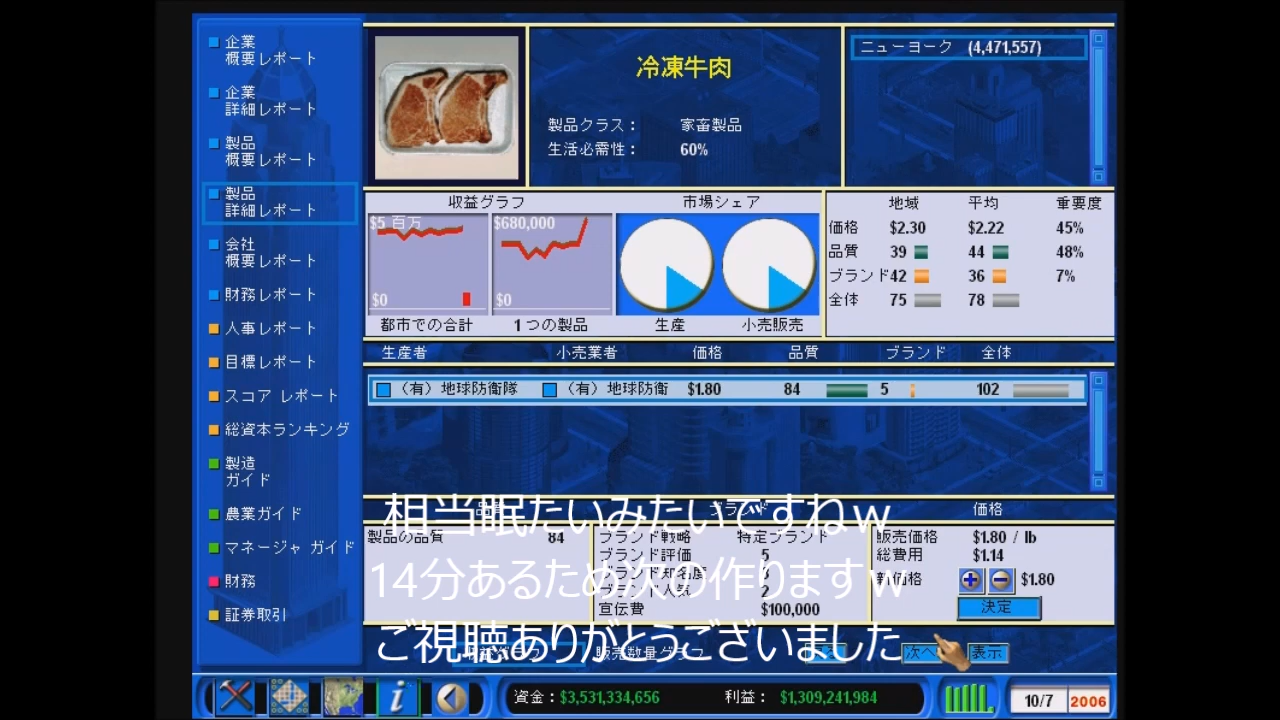 企業
概要レポート
企業
詳細レポート
製品
概要レポート
製品
詳細レポート
会社
概要レポート
財務レポート
人事レポート
目標レポート
スコア レポート
総資本ランキング
製造
ガイド
農業ガイド
マネージャ ガイド
財務
証券取引
冷凍牛肉
製品クラス： 家畜製品
生活必需性： 60%
ニューヨーク (4,471,557)
収益グラフ 市場シェア
$5 百万 $680,000
$0 $0
都市での合計 1つの製品 生産 小売販売
地域 平均 重要度
価格 $2.30 $2.22 45%
品質 39 44 48%
ブランド 42 36 7%
全体 75 78
生産者 小売業者 価格 品質 ブランド 全体
（有）地球防衛隊 （有）地球防衛 $1.80 84 5 102
価格
製品の品質 84
ブランド戦略 特定ブランド
ブランド評価 5
宣伝費 $100,000
販売価格 $1.80 / lb
総費用 $1.14
$1.80
決定
相当眠たいみたいですねｗ
14分あるため次の作りますｗ
ご視聴ありがとうございました
販売数量グラフ 次へ 表示
資金： $3,531,334,656 利益： $1,309,241,984
10/7 2006